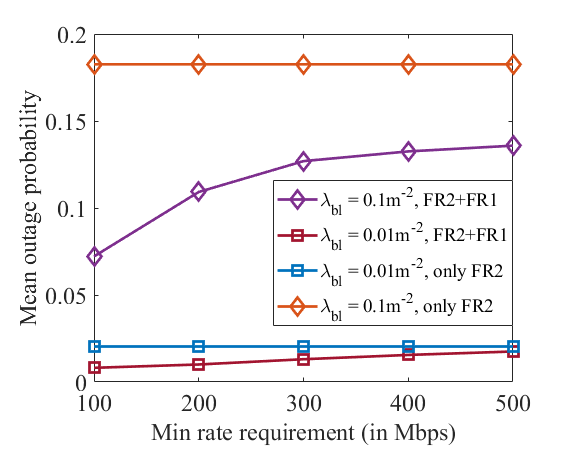 0.2
0.15
0.1
0.05
0
Mean outage probability
λbl = 0.1m-2, FR2+FR1
λbl = 0.01m-2, FR2+FR1
λbl = 0.01m-2, only FR2
λbl = 0.1m-2, only FR2
100 200 300 400 500
Min rate requirement (in Mbps)